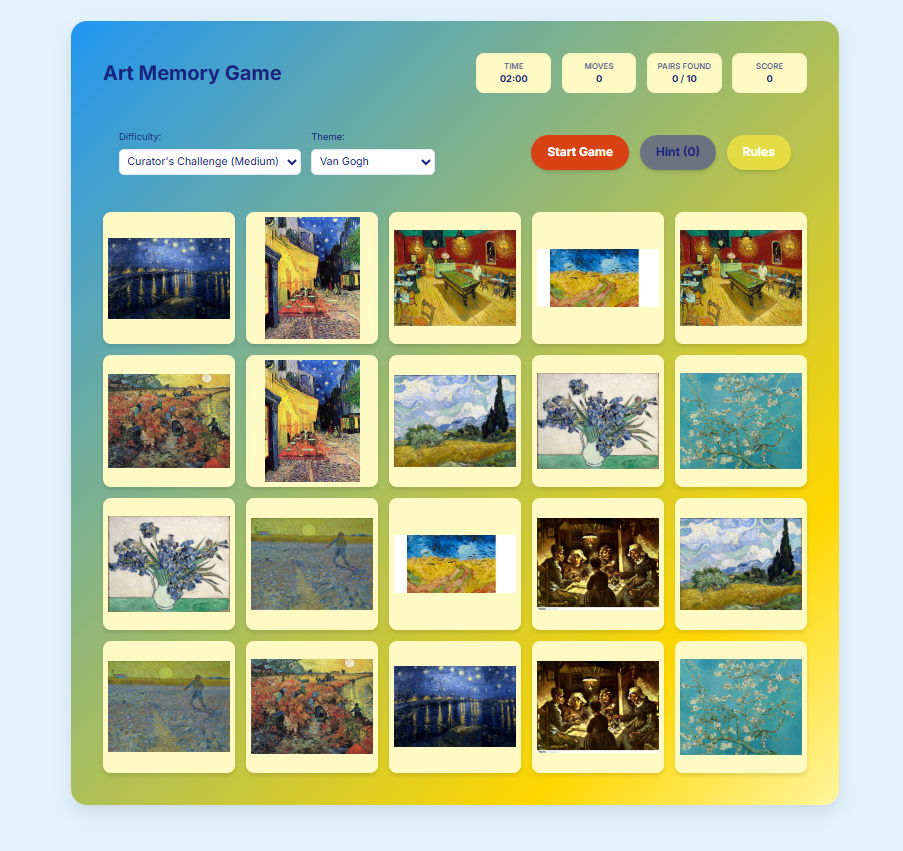 Art Memory Game
TIME
02:00
MOVES
0
PAIRS FOUND
0 / 10
SCORE
0
Difficulty:
Curator's Challenge (Medium)
Theme:
Van Gogh
Start Game
Hint (0)
Rules